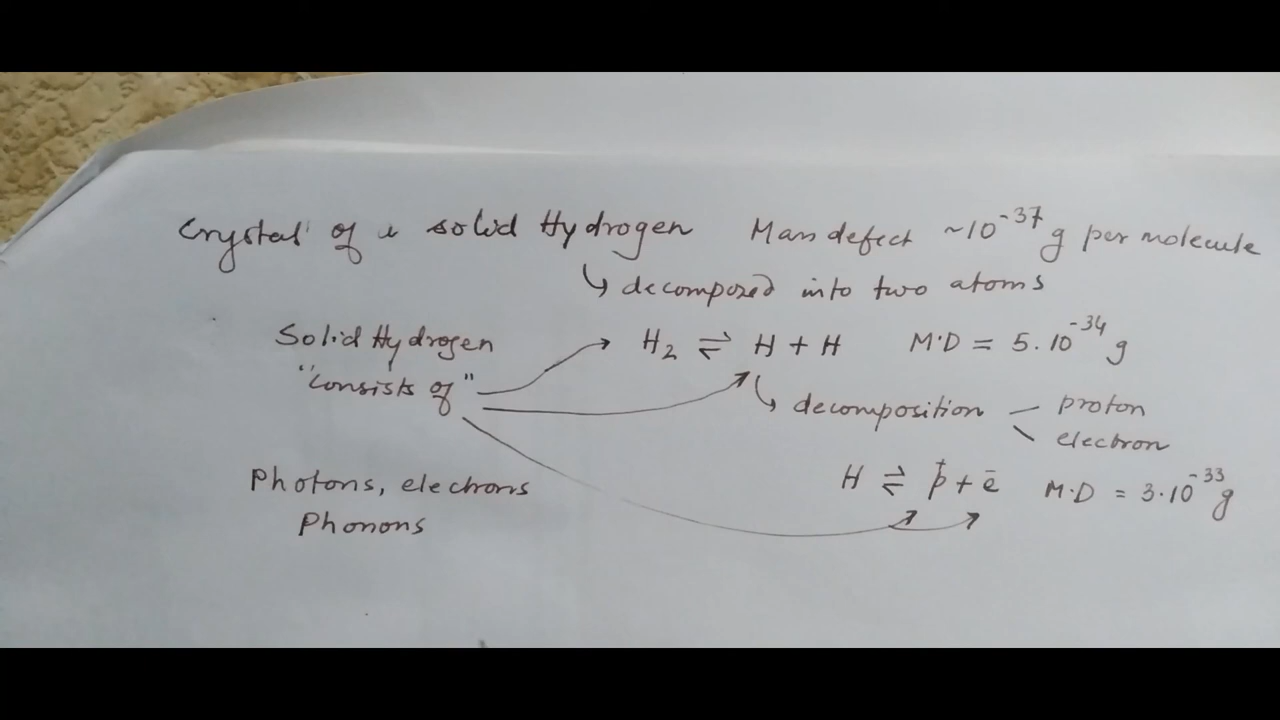 Crystal of a solid Hydrogen Mass defect ~10⁻³⁷ g per molecule
↳ decomposed into two atoms
Solid Hydrogen H₂ ⇌ H + H M·D = 5.10⁻³⁴ g
"consists of" ↳ decomposition — proton
electron
Photons, electrons H ⇌ p⁺ + e⁻ M·D = 3·10⁻³³ g
Phonons